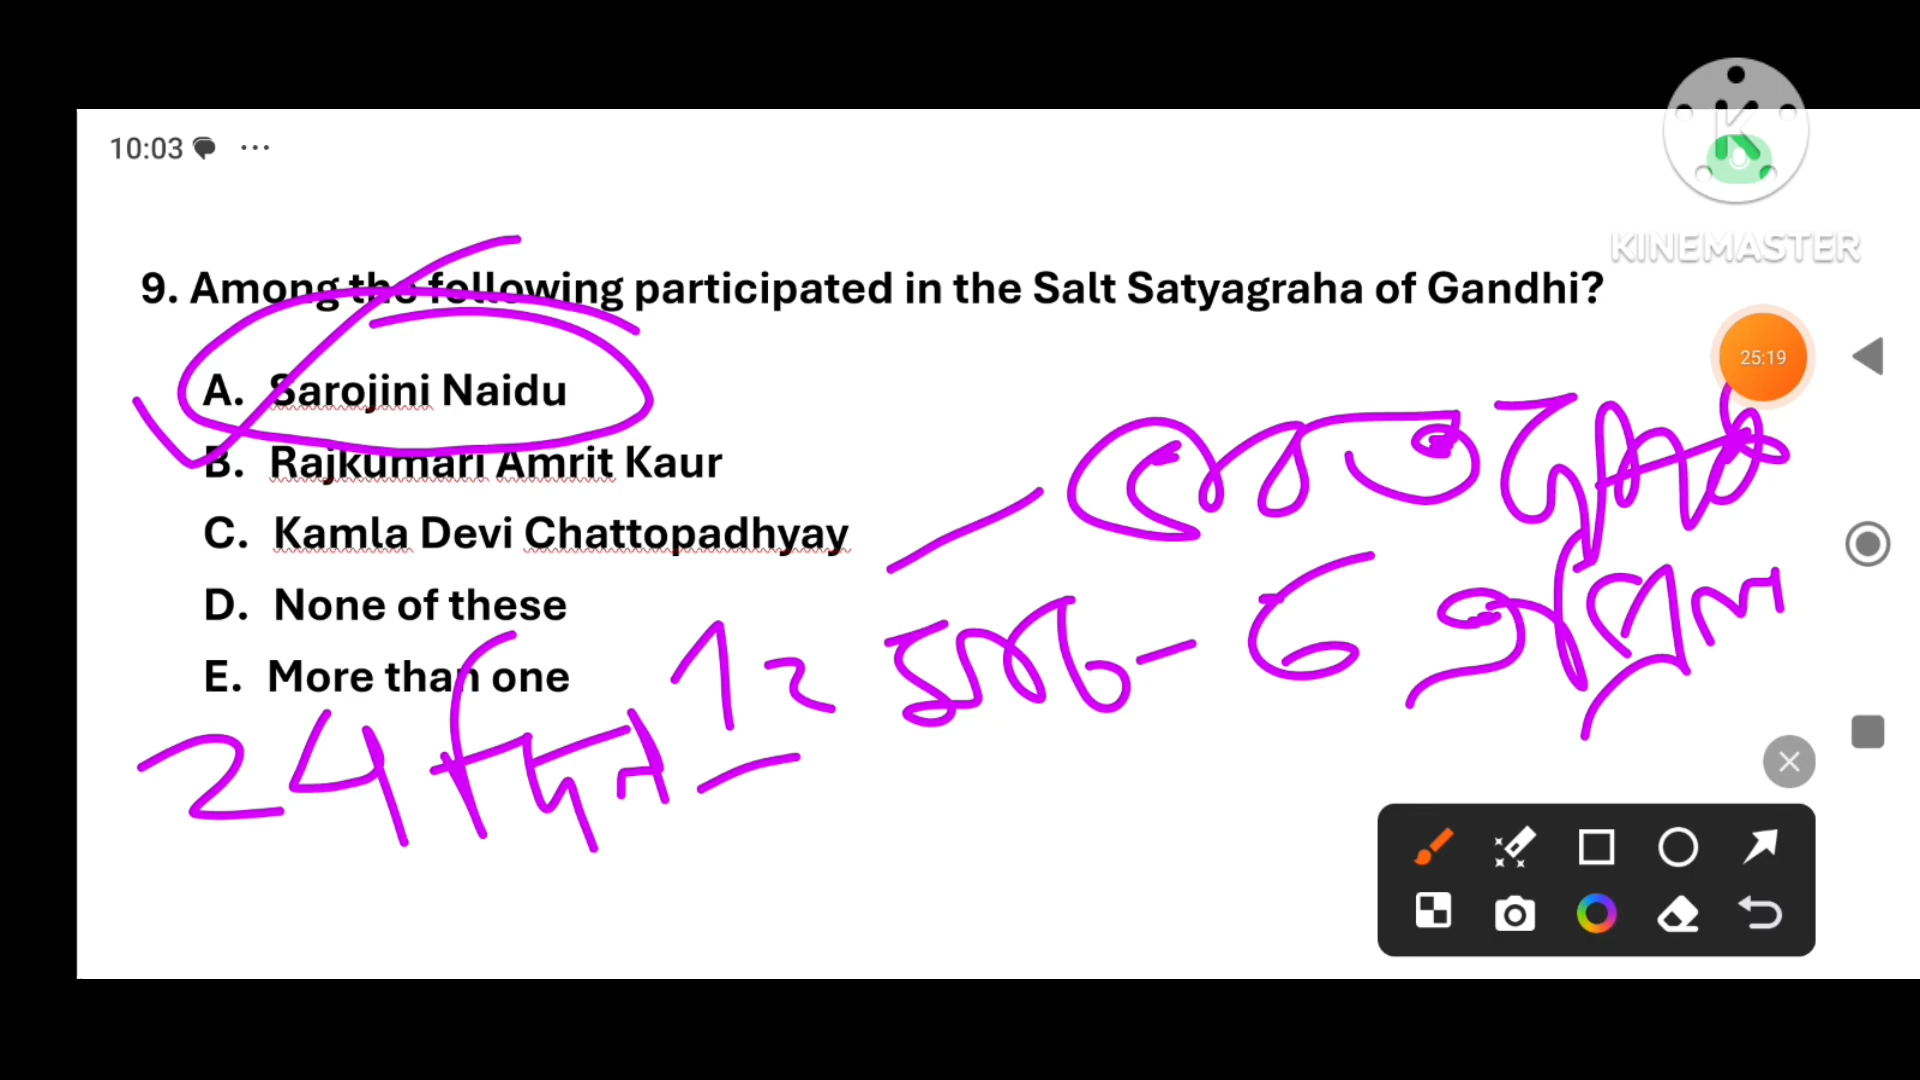 10:03
KINEMASTER
9. Among the following participated in the Salt Satyagraha of Gandhi?
25:19
A. Sarojini Naidu
B. Rajkumari Amrit Kaur
C. Kamla Devi Chattopadhyay
D. None of these
E. More than one
12 मार्च - 6 अप्रैल
24 दिन